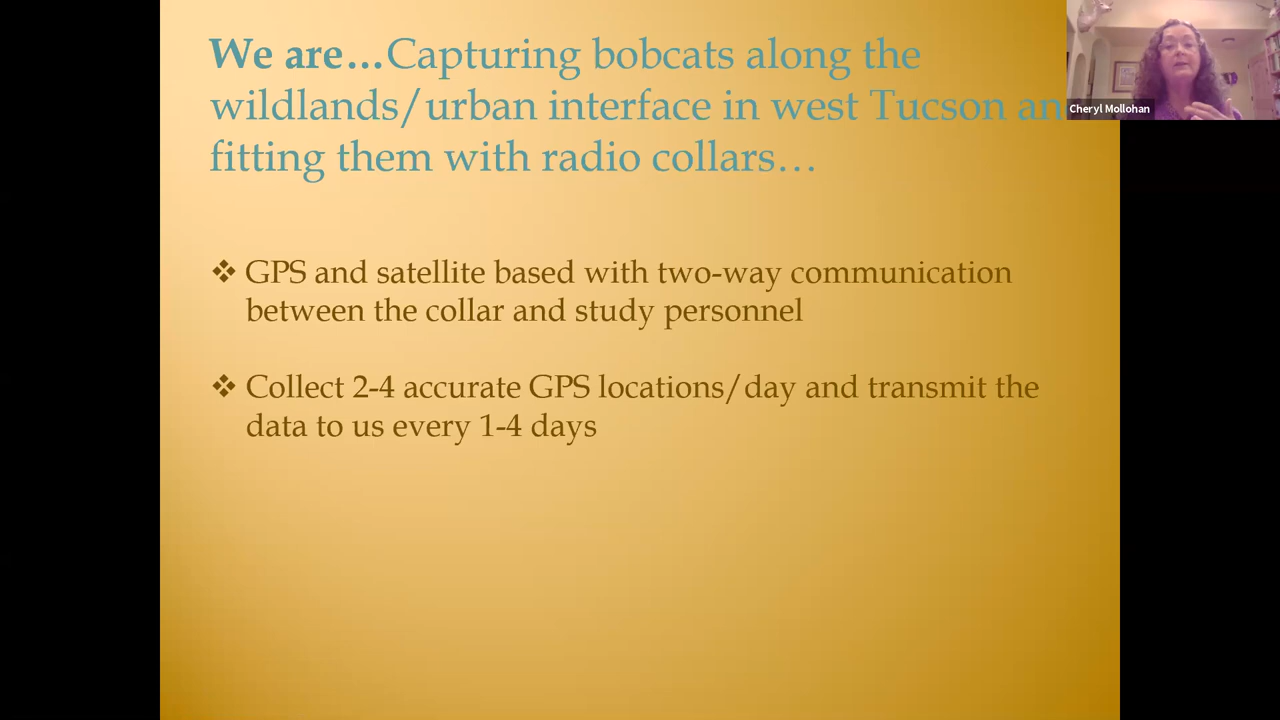 We are…Capturing bobcats along the
wildlands/urban interface in west Tucson an
fitting them with radio collars…
❖ GPS and satellite based with two-way communication
between the collar and study personnel
❖ Collect 2-4 accurate GPS locations/day and transmit the
data to us every 1-4 days
Cheryl Mollohan